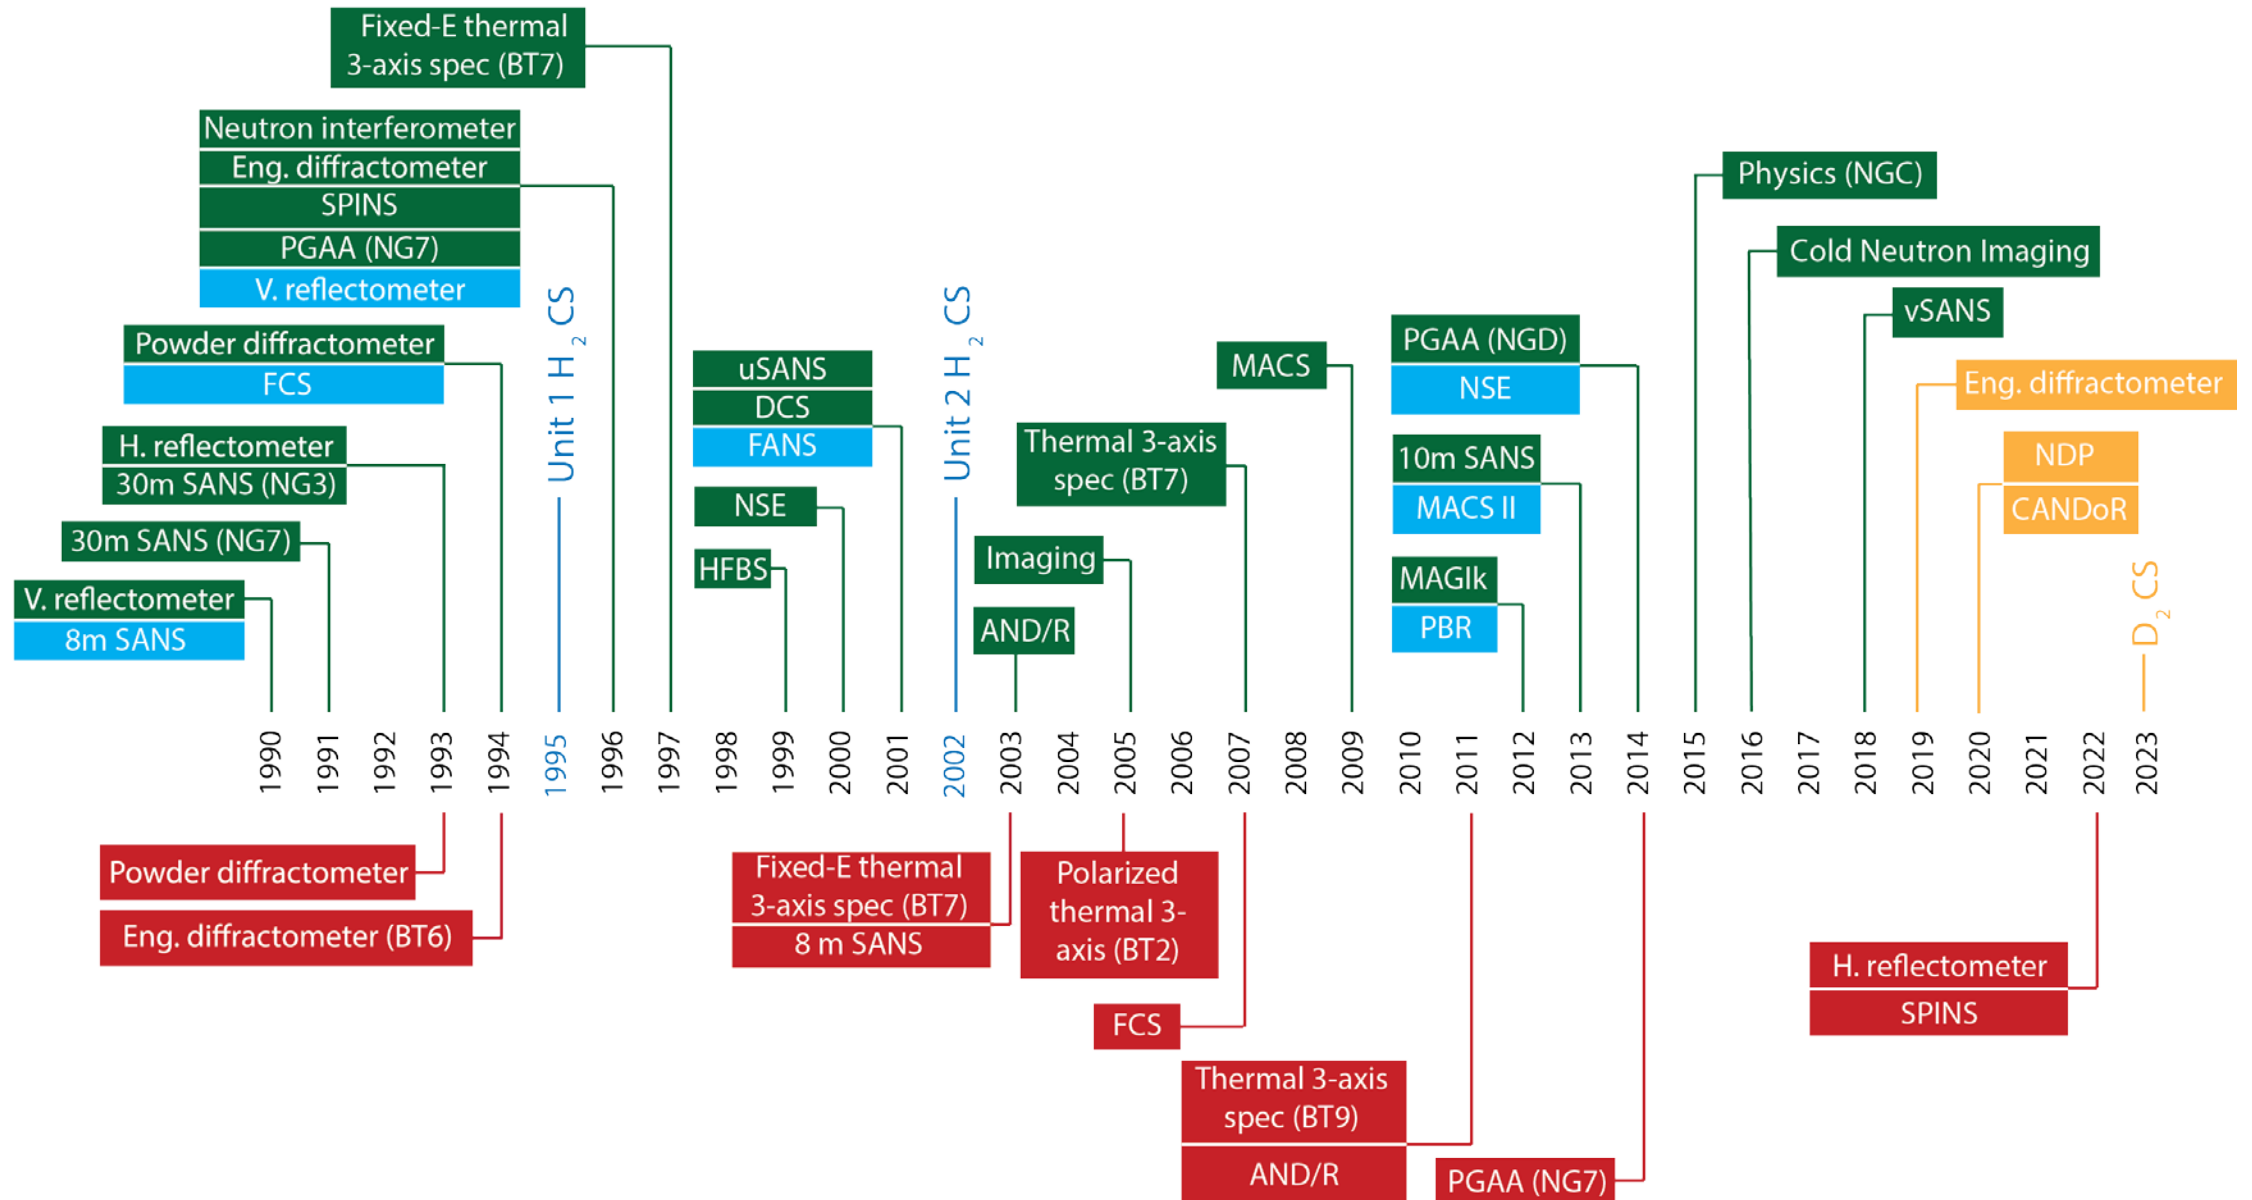 Fixed-E thermal
3-axis spec (BT7)
Neutron interferometer
Eng. diffractometer
SPINS
PGAA (NG7)
V. reflectometer
Powder diffractometer
FCS
H. reflectometer
30m SANS (NG3)
30m SANS (NG7)
V. reflectometer
8m SANS
Unit 1 H2 CS
uSANS
DCS
FANS
NSE
HFBS
Unit 2 H2 CS
Thermal 3-axis
spec (BT7)
Imaging
AND/R
MACS
PGAA (NGD)
NSE
10m SANS
MACS II
MAGIk
PBR
Physics (NGC)
Cold Neutron Imaging
vSANS
Eng. diffractometer
NDP
CANDoR
D2 CS
1990
1991
1992
1993
1994
1995
1996
1997
1998
1999
2000
2001
2002
2003
2004
2005
2006
2007
2008
2009
2010
2011
2012
2013
2014
2015
2016
2017
2018
2019
2020
2021
2022
2023
Powder diffractometer
Eng. diffractometer (BT6)
Fixed-E thermal
3-axis spec (BT7)
8 m SANS
Polarized
thermal 3-
axis (BT2)
FCS
Thermal 3-axis
spec (BT9)
AND/R
PGAA (NG7)
H. reflectometer
SPINS